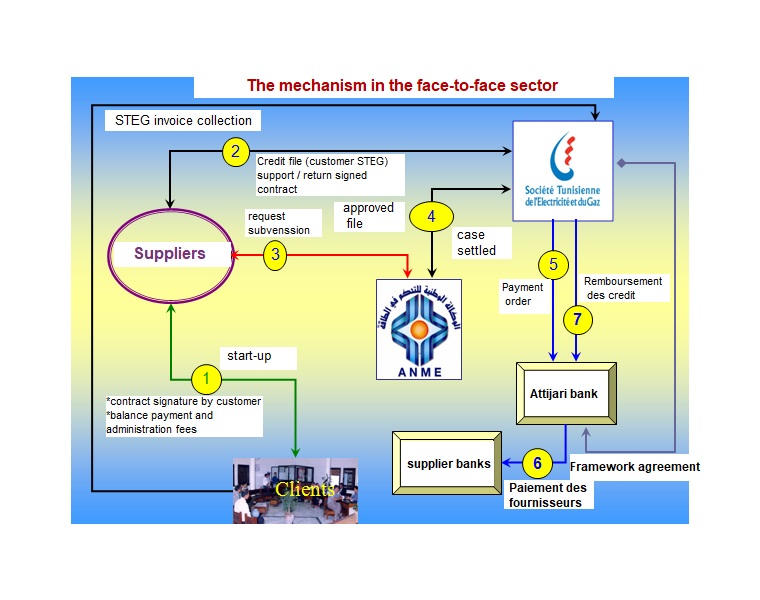 The mechanism in the face-to-face sector
STEG invoice collection
2
Credit file (customer STEG)
support / return signed
contract
Société Tunisienne
de l'Electricité et du Gaz
request
subvenssion
approved
file
4
case
settled
Suppliers
3
5
Payment
order
Remboursement
des credit
الوكالة الوطنية للتحكم في الطاقة
ANME
7
start-up
1
*contract signature by customer
*balance payment and
administration fees
Attijari bank
supplier banks
6
Framework agreement
Clients
Paiement des
fournisseurs